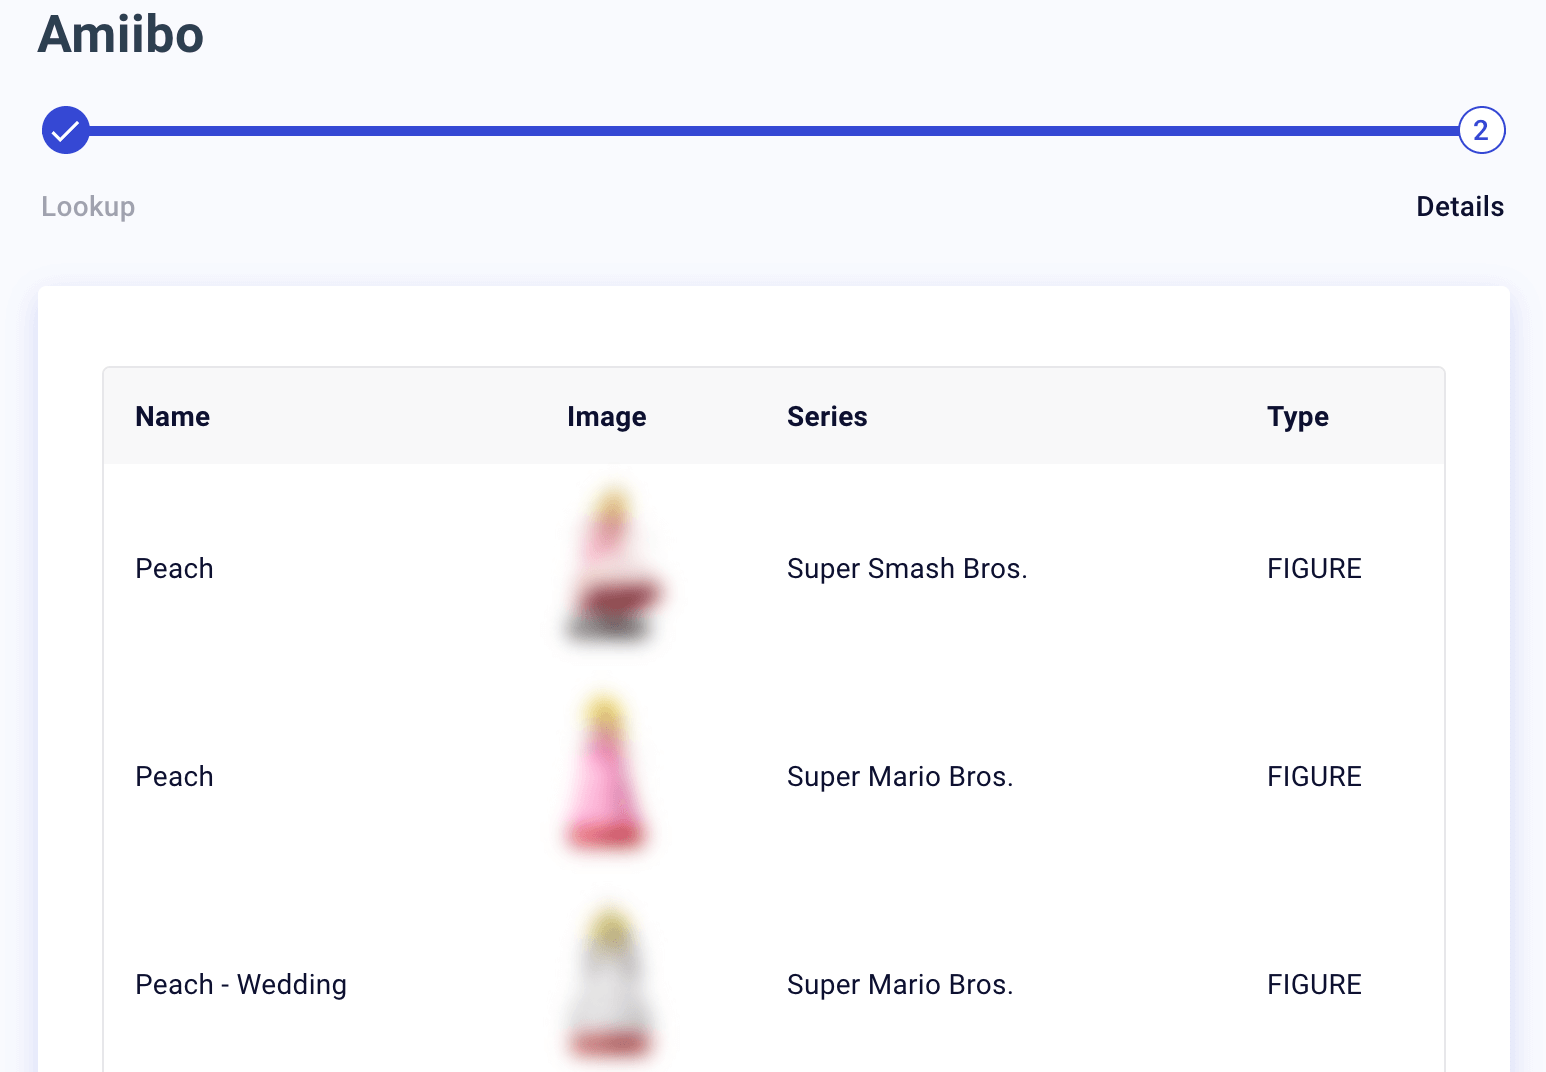 Amiibo
2
Lookup Details
Name Image Series Type
Peach Super Smash Bros. FIGURE
Peach Super Mario Bros. FIGURE
Peach - Wedding Super Mario Bros. FIGURE